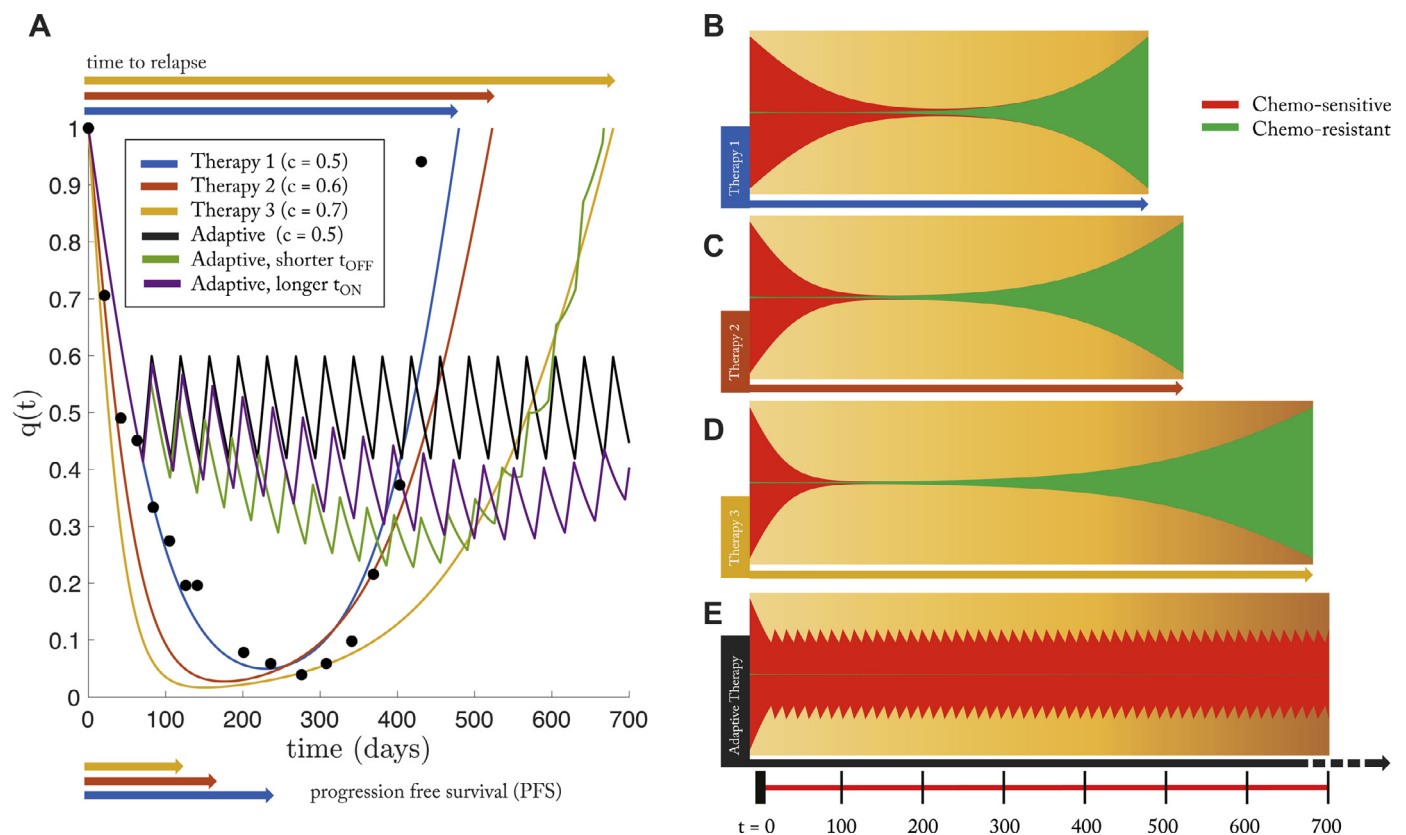 A
time to relapse
1
0.9
0.8
0.7
0.6
0.5
0.4
0.3
0.2
0.1
0
q(t)
Therapy 1 (c = 0.5)
Therapy 2 (c = 0.6)
Therapy 3 (c = 0.7)
Adaptive (c = 0.5)
Adaptive, shorter tOFF
Adaptive, longer tON
0 100 200 300 400 500 600 700
time (days)
progression free survival (PFS)
B
Therapy 1
Chemo-sensitive
Chemo-resistant
C
Therapy 2
D
Therapy 3
E
Adaptive Therapy
t = 0 100 200 300 400 500 600 700